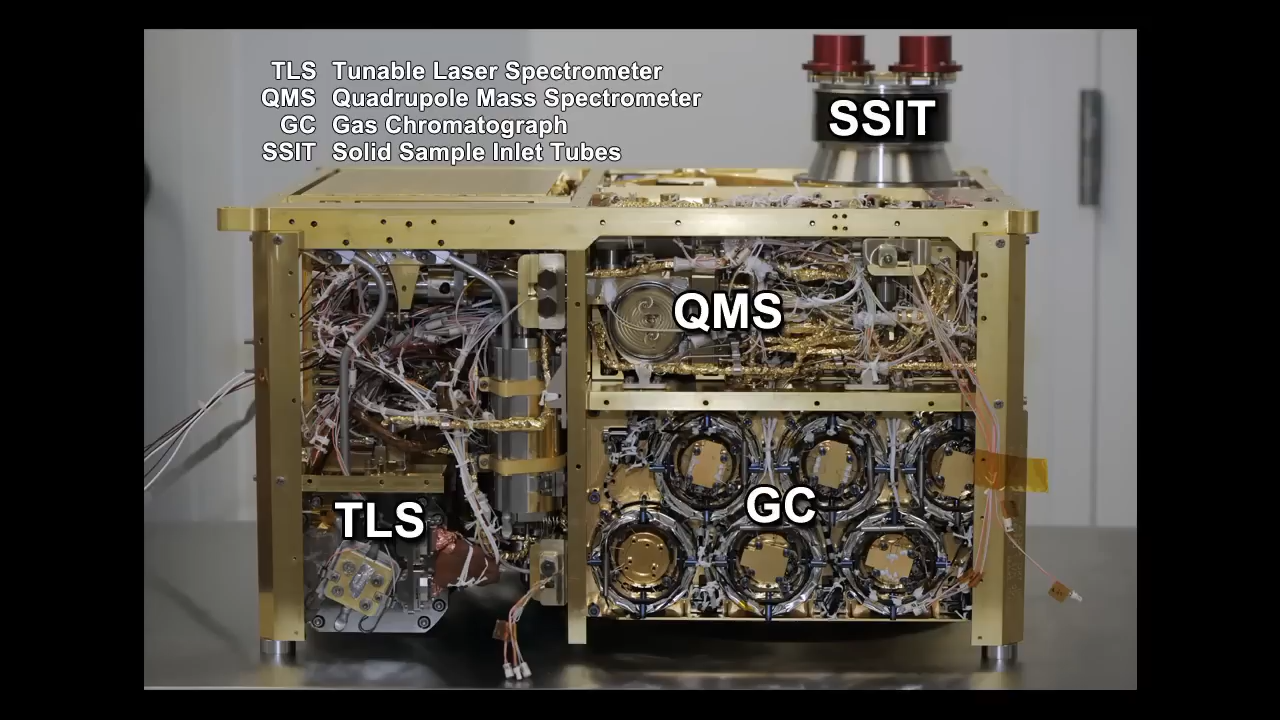 TLS Tunable Laser Spectrometer
QMS Quadrupole Mass Spectrometer
GC Gas Chromatograph
SSIT Solid Sample Inlet Tubes
SSIT
QMS
GC
TLS